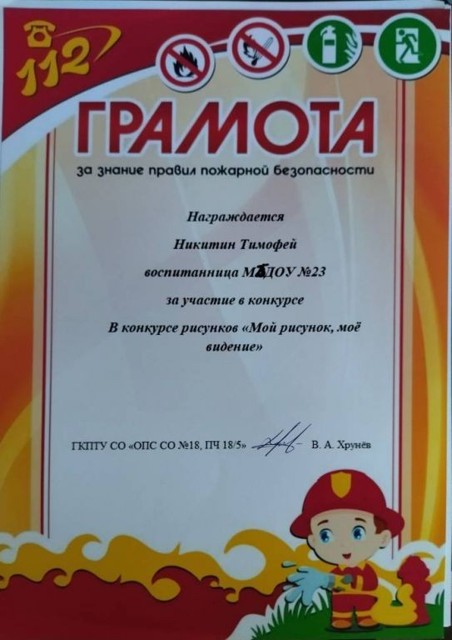 112
ГРАМОТА
за знание правил пожарной безопасности
Награждается
Никитин Тимофей
воспитанница МБДОУ №23
за участие в конкурсе
В конкурсе рисунков «Мой рисунок, моё
видение»
ГКПТУ СО «ОПС СО №18, ПЧ 18/5» В. А. Хрунёв